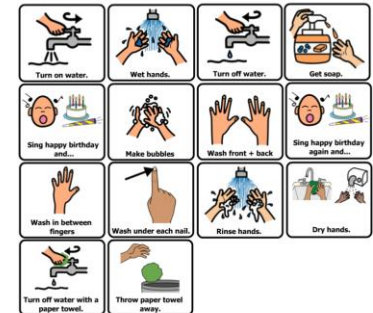 Turn on water.
Wet hands.
Turn off water.
Get soap.
Sing happy birthday
and...
Make bubbles
Wash front + back
Sing happy birthday
again and...
Wash in between
fingers
Wash under each nail.
Rinse hands.
Dry hands.
Turn off water with a
paper towel.
Throw paper towel
away.